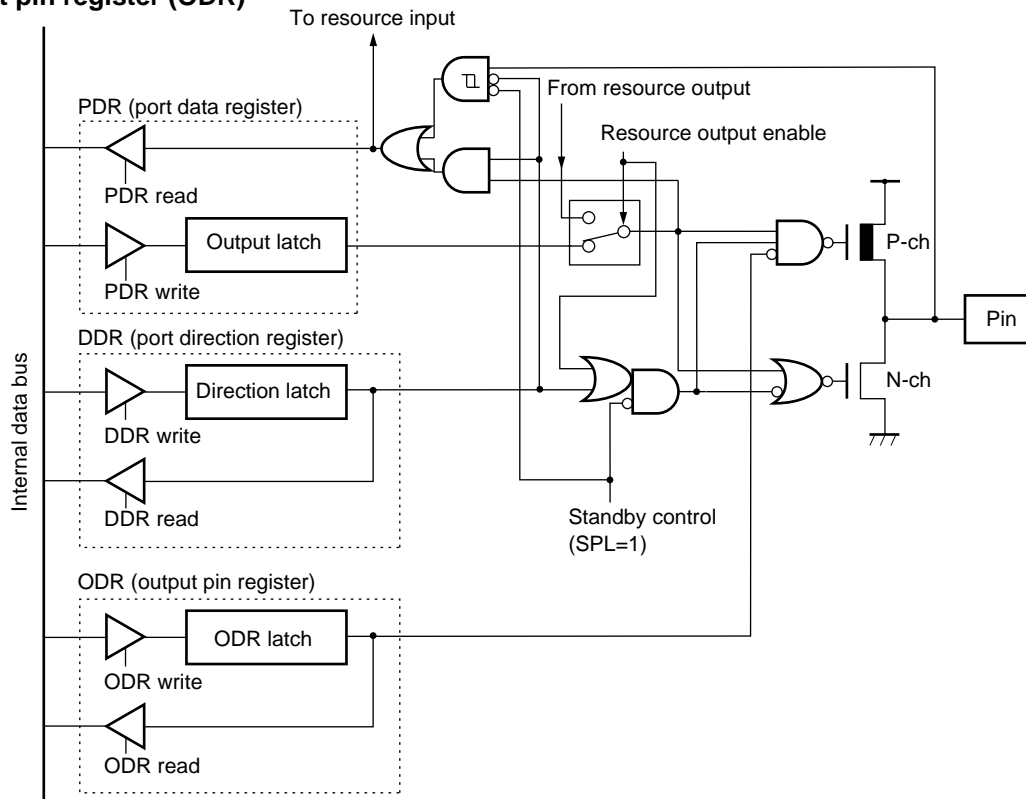 t pin register (ODR)
To resource input
From resource output
PDR (port data register)
Resource output enable
PDR read
Output latch
P-ch
PDR write
Pin
DDR (port direction register)
Direction latch
N-ch
DDR write
Internal data bus
DDR read
Standby control
(SPL=1)
ODR (output pin register)
ODR latch
ODR write
ODR read